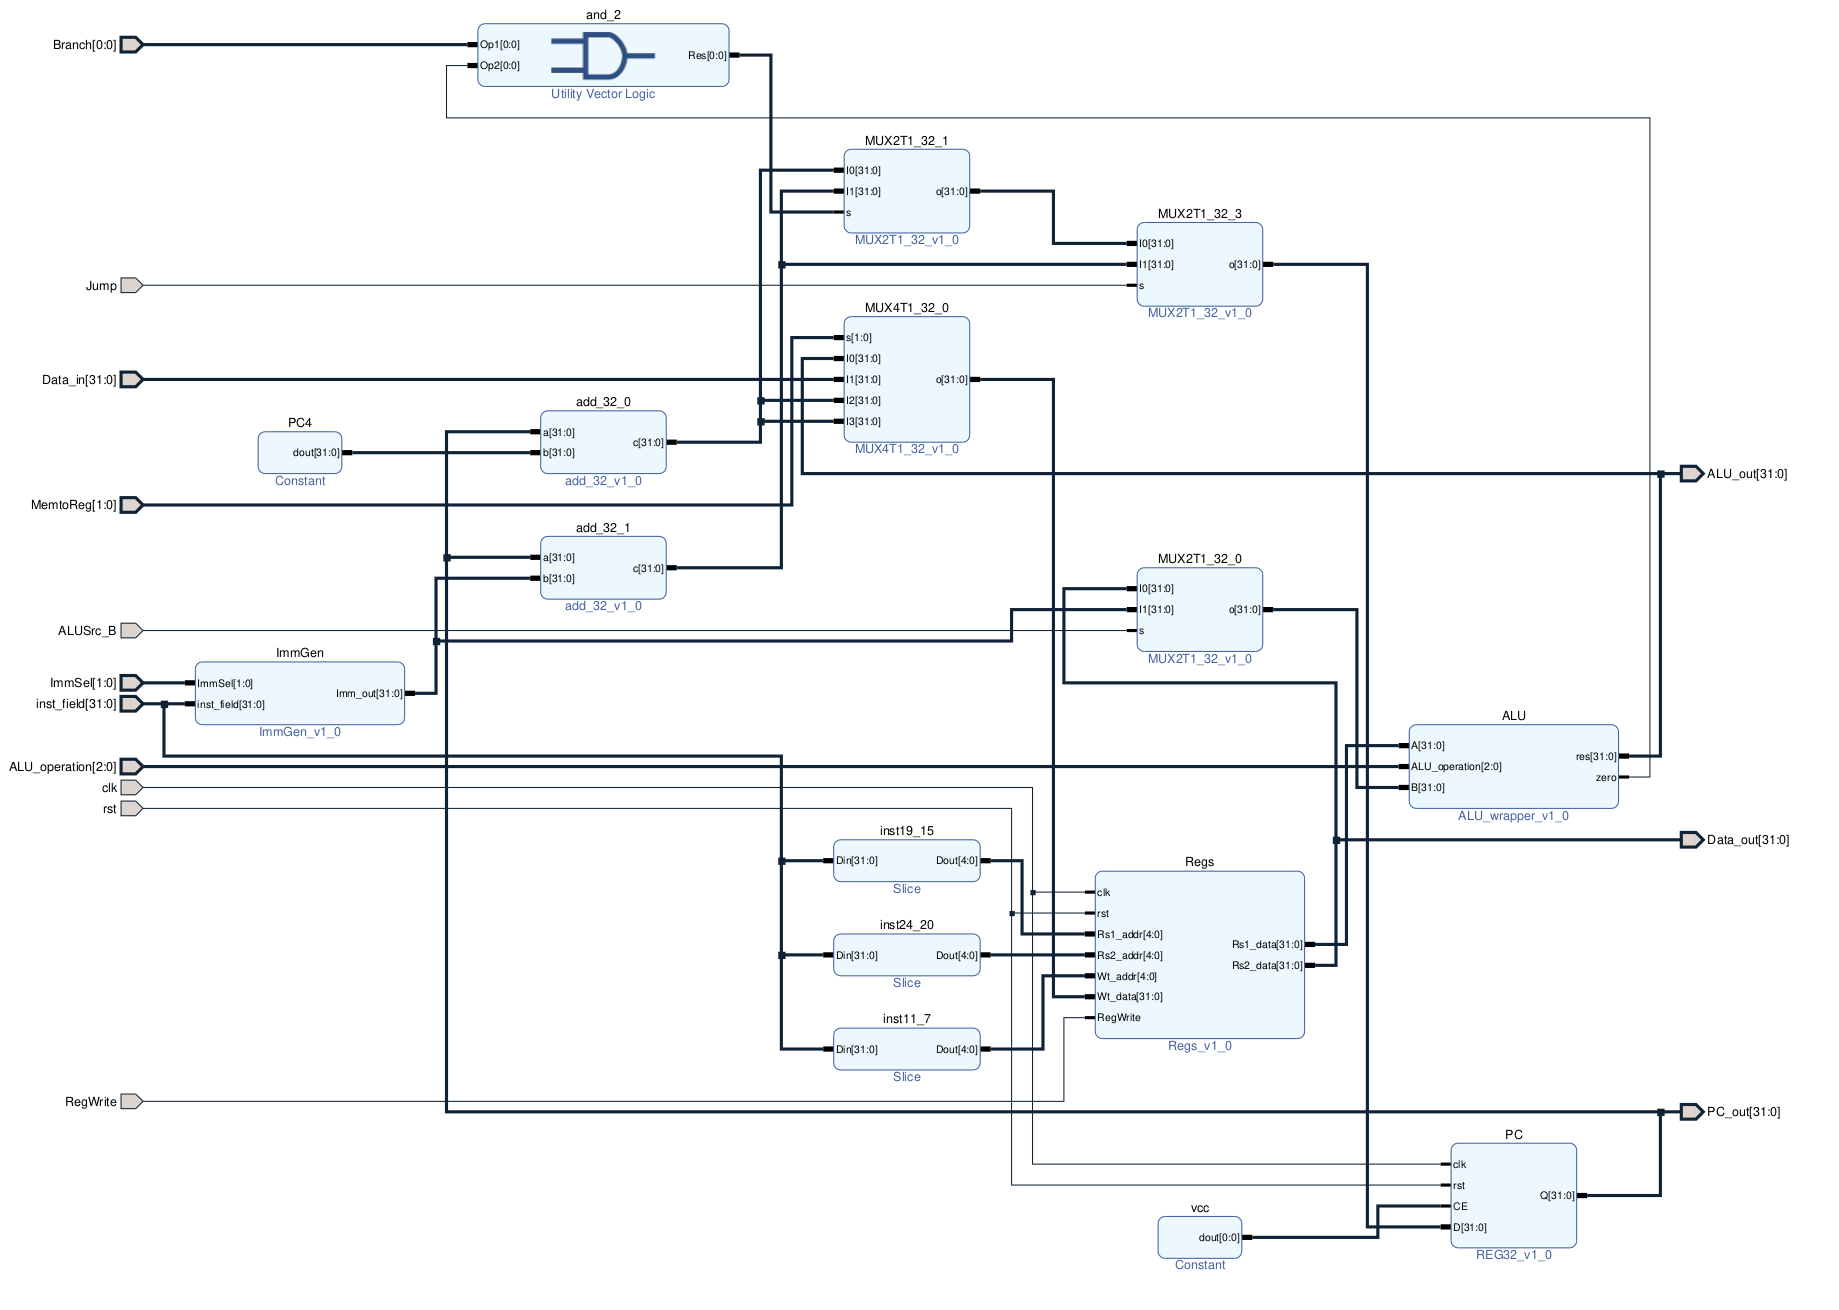 and_2
Branch[0:0]
Op1[0:0]
Op2[0:0]
Res[0:0]
Utility Vector Logic
MUX2T1_32_1
I0[31:0]
I1[31:0]
s
o[31:0]
MUX2T1_32_v1_0
MUX2T1_32_3
I0[31:0]
I1[31:0]
s
o[31:0]
MUX2T1_32_v1_0
Jump
MUX4T1_32_0
s[1:0]
I0[31:0]
I1[31:0]
I2[31:0]
I3[31:0]
o[31:0]
MUX4T1_32_v1_0
Data_in[31:0]
PC4
dout[31:0]
Constant
add_32_0
a[31:0]
b[31:0]
c[31:0]
add_32_v1_0
ALU_out[31:0]
MemtoReg[1:0]
add_32_1
a[31:0]
b[31:0]
c[31:0]
add_32_v1_0
MUX2T1_32_0
I0[31:0]
I1[31:0]
s
o[31:0]
MUX2T1_32_v1_0
ALUSrc_B
ImmGen
ImmSel[1:0]
inst_field[31:0]
ImmSel[1:0]
inst_field[31:0]
Imm_out[31:0]
ImmGen_v1_0
ALU
A[31:0]
ALU_operation[2:0]
B[31:0]
res[31:0]
zero
ALU_wrapper_v1_0
ALU_operation[2:0]
clk
rst
Data_out[31:0]
inst19_15
Din[31:0]
Dout[4:0]
Slice
inst24_20
Din[31:0]
Dout[4:0]
Slice
inst11_7
Din[31:0]
Dout[4:0]
Slice
Regs
clk
rst
Rs1_addr[4:0]
Rs2_addr[4:0]
Wt_addr[4:0]
Wt_data[31:0]
RegWrite
Rs1_data[31:0]
Rs2_data[31:0]
Regs_v1_0
RegWrite
PC_out[31:0]
PC
clk
rst
CE
D[31:0]
Q[31:0]
REG32_v1_0
vcc
dout[0:0]
Constant